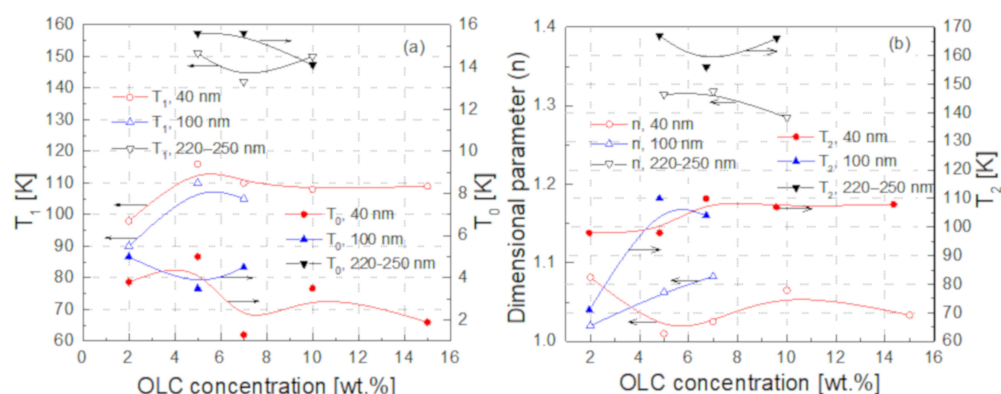 160
150
140
130
120
110
100
90
80
70
60
T₁ [K]
0 2 4 6 8 10 12 14 16
OLC concentration [wt.%]
16
14
12
10
8
6
4
2
T₀ [K]
(a)
T₁, 40 nm
T₁, 100 nm
T₁, 220–250 nm
T₀, 40 nm
T₀, 100 nm
T₀, 220-250 nm
1.4
1.3
1.2
1.1
1.0
Dimensional parameter (n)
0 2 4 6 8 10 12 14 16
OLC concentration [wt.%]
170
160
150
140
130
120
110
100
90
80
70
60
T₂ [K]
(b)
n, 40 nm
n, 100 nm
n, 220-250 nm
T₂, 40 nm
T₂, 100 nm
T₂, 220–250 nm